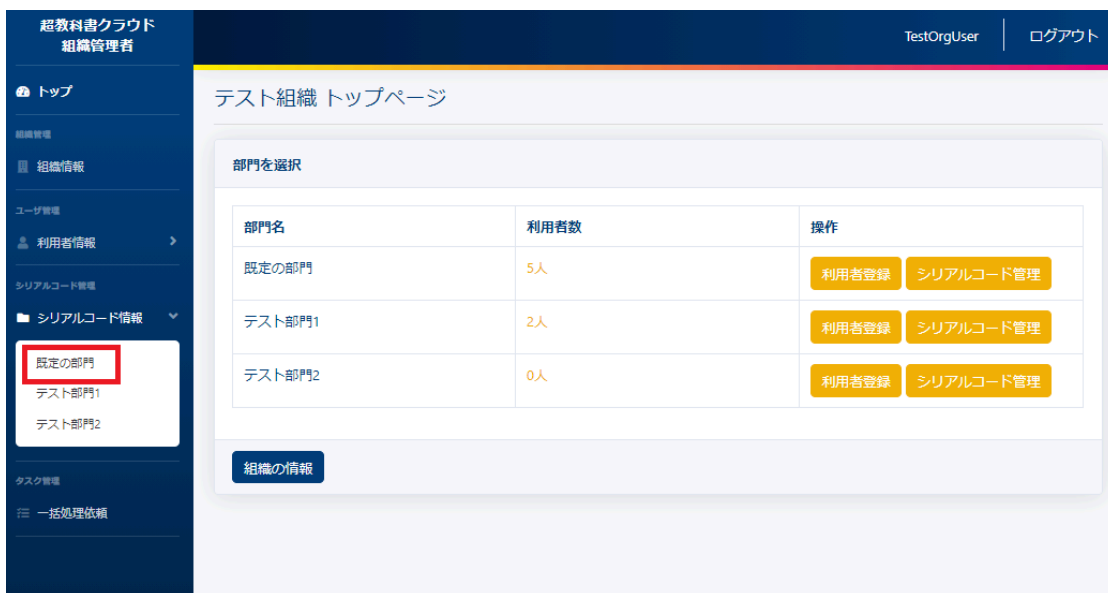 超教科書クラウド
組織管理者
TestOrgUser
ログアウト
トップ
組織管理
組織情報
ユーザ管理
利用者情報
シリアルコード管理
シリアルコード情報
既定の部門
テスト部門1
テスト部門2
タスク管理
一括処理依頼
テスト組織 トップページ
部門を選択
部門名 利用者数 操作
既定の部門 5人 利用者登録 シリアルコード管理
テスト部門1 2人 利用者登録 シリアルコード管理
テスト部門2 0人 利用者登録 シリアルコード管理
組織の情報